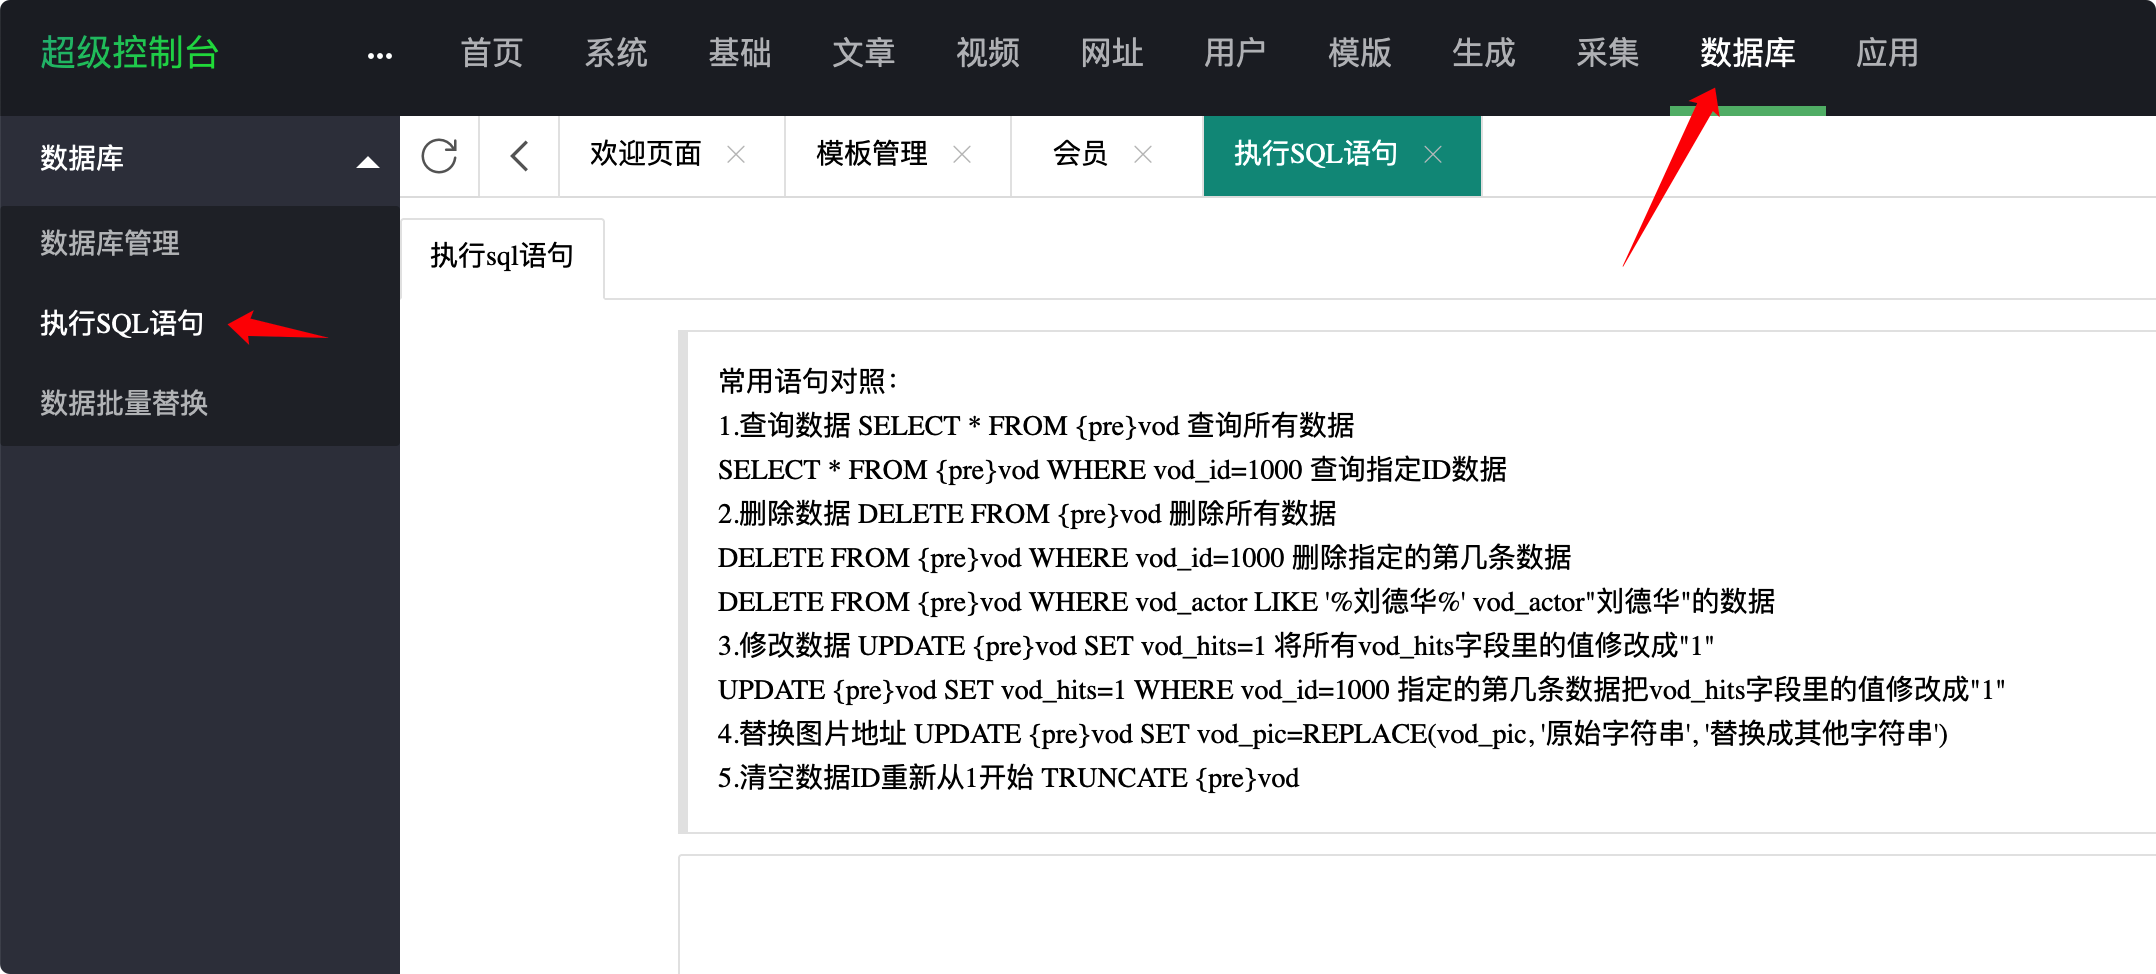 超级控制台 ... 首页 系统 基础 文章 视频 网址 用户 模版 生成 采集 数据库 应用
数据库
数据库管理
执行SQL语句
数据批量替换
欢迎页面 模板管理 会员 执行SQL语句
执行sql语句
常用语句对照：
1.查询数据 SELECT * FROM {pre}vod 查询所有数据
SELECT * FROM {pre}vod WHERE vod_id=1000 查询指定ID数据
2.删除数据 DELETE FROM {pre}vod 删除所有数据
DELETE FROM {pre}vod WHERE vod_id=1000 删除指定的第几条数据
DELETE FROM {pre}vod WHERE vod_actor LIKE '%刘德华%' vod_actor"刘德华"的数据
3.修改数据 UPDATE {pre}vod SET vod_hits=1 将所有vod_hits字段里的值修改成"1"
UPDATE {pre}vod SET vod_hits=1 WHERE vod_id=1000 指定的第几条数据把vod_hits字段里的值修改成"1"
4.替换图片地址 UPDATE {pre}vod SET vod_pic=REPLACE(vod_pic, '原始字符串', '替换成其他字符串')
5.清空数据ID重新从1开始 TRUNCATE {pre}vod